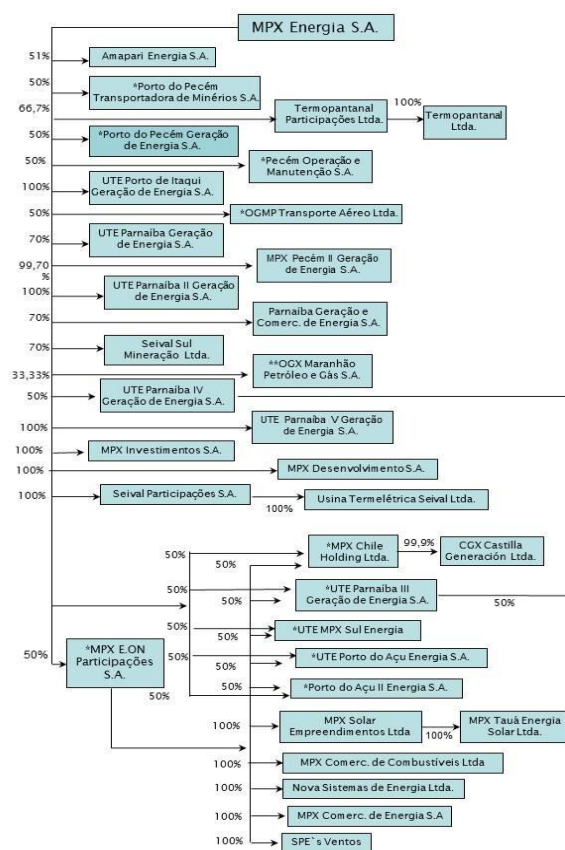 MPX Energia S.A.
51%
Amapari Energia S.A.
50%
*Porto do Pecém
Transportadora de Minérios S.A.
66,7%
Termopantanal
Participações Ltda.
100%
Termopantanal
Ltda.
50%
*Porto do Pecém Geração
de Energia S.A.
50%
*Pecém Operação e
Manutenção S.A.
100%
UTE Porto de Itaqui
Geração de Energia S.A.
50%
*OGMP Transporte Aéreo Ltda.
70%
UTE Parnaíba Geração
de Energia S.A.
99,70
%
MPX Pecém II Geração
de Energia S.A.
100%
UTE Parnaíba II Geração
de Energia S.A.
70%
Parnaíba Geração e
Comerc. de Energia S.A.
70%
Seival Sul
Mineração Ltda.
33,33%
**OGX Maranhão
Petróleo e Gás S.A.
50%
UTE Parnaíba IV
Geração de Energia S.A.
100%
UTE Parnaíba V Geração
de Energia S.A.
100%
MPX Investimentos S.A.
100%
MPX Desenvolvimento S.A.
100%
Seival Participações S.A.
100%
Usina Termelétrica Seival Ltda.
50%
50%
*MPX Chile
Holding Ltda.
99,9%
CGX Castilla
Generación Ltda.
50%
50%
*UTE Parnaíba III
Geração de Energia S.A.
50%
50%
50%
*UTE MPX Sul Energia
50%
*MPX E.ON
Participações
S.A.
50%
50%
*UTE Porto do Açu Energia S.A.
50%
50%
*Porto do Açu II Energia S.A.
100%
MPX Solar
Empreendimentos Ltda
100%
MPX Tauá Energia
Solar Ltda.
100%
MPX Comerc. de Combustíveis Ltda
100%
Nova Sistemas de Energia Ltda.
100%
MPX Comerc. de Energia S.A
100%
SPE`s Ventos